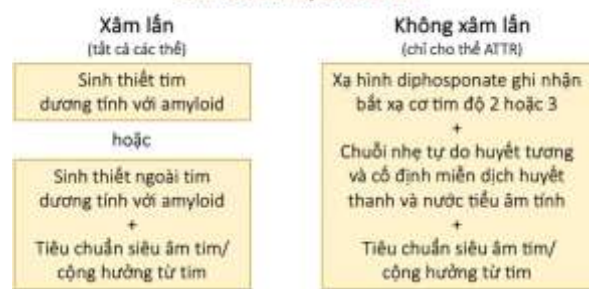 Xâm lấn
(tất cả các thể)
Sinh thiết tim
dương tính với amyloid
hoặc
Sinh thiết ngoài tim
dương tính với amyloid
+
Tiêu chuẩn siêu âm tim/
cộng hưởng từ tim
Không xâm lấn
(chỉ cho thể ATTR)
Xạ hình diphosponate ghi nhận
bắt xạ cơ tim độ 2 hoặc 3
+
Chuỗi nhẹ tự do huyết tương
và cố định miễn dịch huyết
thanh và nước tiểu âm tính
+
Tiêu chuẩn siêu âm tim/
cộng hưởng từ tim